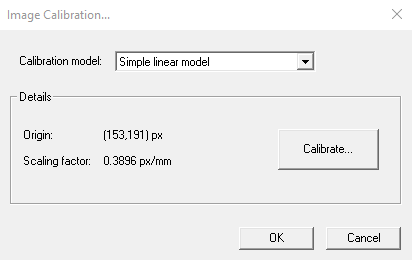 Image Calibration...
Calibration model: Simple linear model
Details
Origin: (153,191) px
Scaling factor: 0.3896 px/mm
Calibrate...
OK Cancel